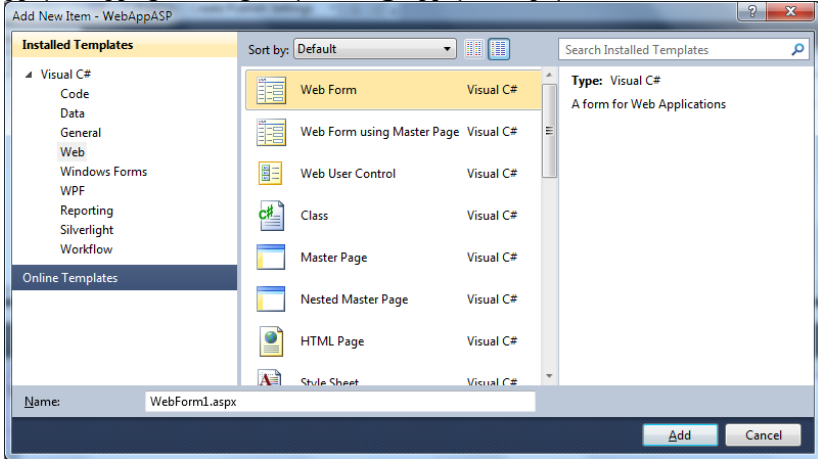 Add New Item - WebAppASP
Installed Templates
Sort by: Default
Search Installed Templates
Visual C#
Code
Data
General
Web
Windows Forms
WPF
Reporting
Silverlight
Workflow
Online Templates
Web Form Visual C#
Web Form using Master Page Visual C#
Web User Control Visual C#
Class Visual C#
Master Page Visual C#
Nested Master Page Visual C#
HTML Page Visual C#
Style Sheet Visual C#
Type: Visual C#
A form for Web Applications
Name: WebForm1.aspx
Add Cancel